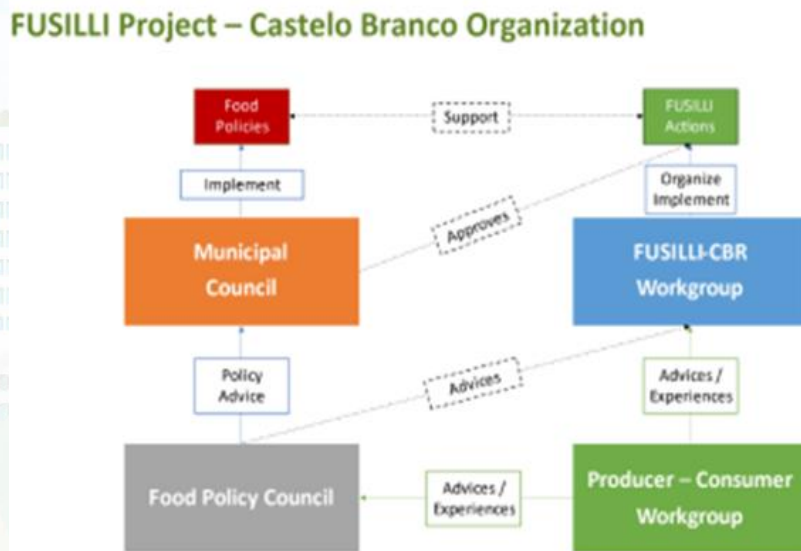 FUSILLI Project – Castelo Branco Organization
Food
Policies
Support
FUSILLI
Actions
Implement
Organize
Implement
Approves
Municipal
Council
FUSILLI-CBR
Workgroup
Policy
Advice
Advices
Advices /
Experiences
Food Policy Council
Advices /
Experiences
Producer – Consumer
Workgroup